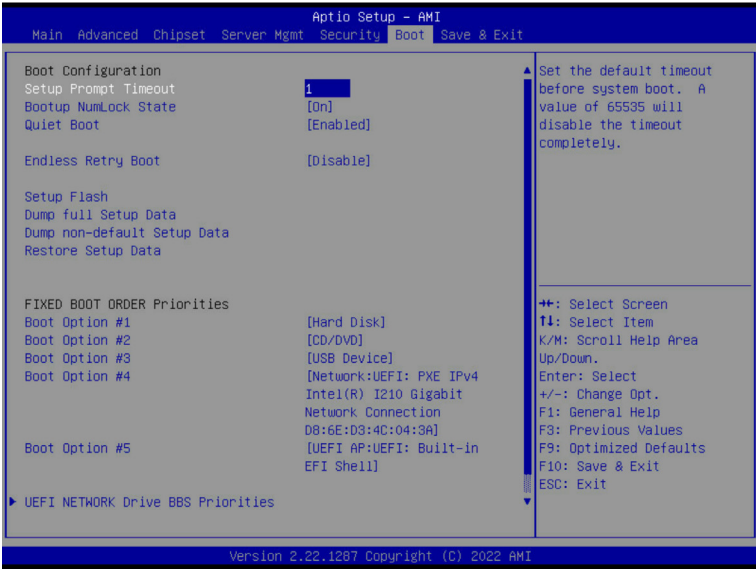 Aptio Setup – AMI
Main Advanced Chipset Server Mgmt Security Boot Save & Exit
Boot Configuration
Setup Prompt Timeout 1
Bootup NumLock State [On]
Quiet Boot [Enabled]
Endless Retry Boot [Disable]
Setup Flash
Dump full Setup Data
Dump non-default Setup Data
Restore Setup Data
FIXED BOOT ORDER Priorities
Boot Option #1 [Hard Disk]
Boot Option #2 [CD/DVD]
Boot Option #3 [USB Device]
Boot Option #4 [Network:UEFI: PXE IPv4
Intel(R) I210 Gigabit
Network Connection
D8:6E:D3:4C:04:3A]
Boot Option #5 [UEFI AP:UEFI: Built-in
EFI Shell]
▶ UEFI NETWORK Drive BBS Priorities
Set the default timeout
before system boot. A
value of 65535 will
disable the timeout
completely.
→←: Select Screen
↑↓: Select Item
K/M: Scroll Help Area
Up/Down.
Enter: Select
+/-: Change Opt.
F1: General Help
F3: Previous Values
F9: Optimized Defaults
F10: Save & Exit
ESC: Exit
Version 2.22.1287 Copyright (C) 2022 AMI